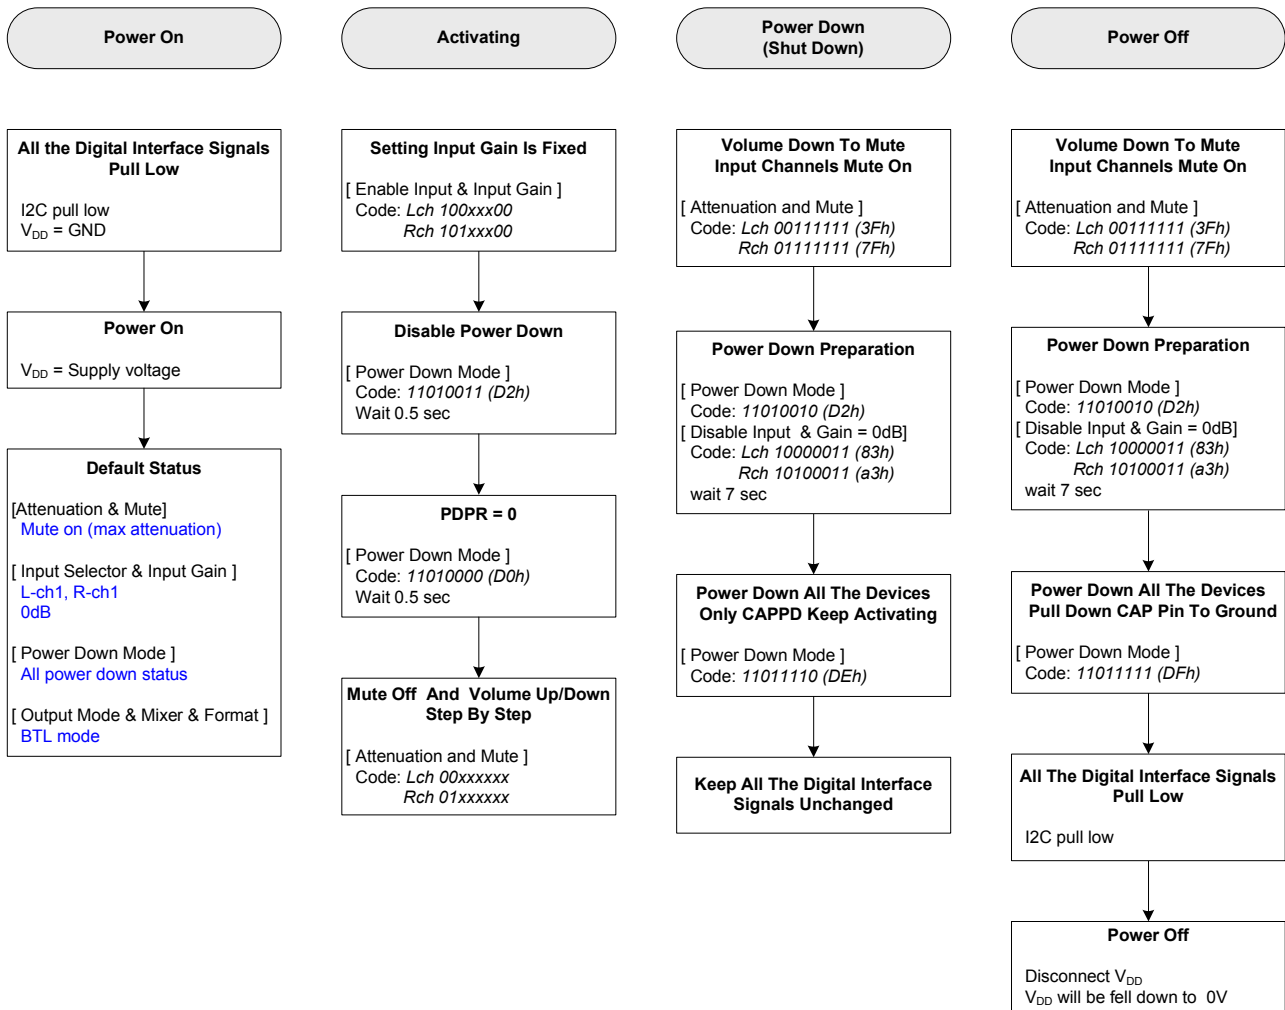 Power On
All the Digital Interface Signals
Pull Low
I2C pull low
VDD = GND
Power On
VDD = Supply voltage
Default Status
[Attenuation & Mute]
Mute on (max attenuation)
[ Input Selector & Input Gain ]
L-ch1, R-ch1
0dB
[ Power Down Mode ]
All power down status
[ Output Mode & Mixer & Format ]
BTL mode
Activating
Setting Input Gain Is Fixed
[ Enable Input & Input Gain ]
Code: Lch 100xxx00
Rch 101xxx00
Disable Power Down
[ Power Down Mode ]
Code: 11010011 (D2h)
Wait 0.5 sec
PDPR = 0
[ Power Down Mode ]
Code: 11010000 (D0h)
Wait 0.5 sec
Mute Off And Volume Up/Down
Step By Step
[ Attenuation and Mute ]
Code: Lch 00xxxxxx
Rch 01xxxxxx
Power Down
(Shut Down)
Volume Down To Mute
Input Channels Mute On
[ Attenuation and Mute ]
Code: Lch 00111111 (3Fh)
Rch 01111111 (7Fh)
Power Down Preparation
[ Power Down Mode ]
Code: 11010010 (D2h)
[ Disable Input & Gain = 0dB]
Code: Lch 10000011 (83h)
Rch 10100011 (a3h)
wait 7 sec
Power Down All The Devices
Only CAPPD Keep Activating
[ Power Down Mode ]
Code: 11011110 (DEh)
Keep All The Digital Interface
Signals Unchanged
Power Off
Volume Down To Mute
Input Channels Mute On
[ Attenuation and Mute ]
Code: Lch 00111111 (3Fh)
Rch 01111111 (7Fh)
Power Down Preparation
[ Power Down Mode ]
Code: 11010010 (D2h)
[ Disable Input & Gain = 0dB]
Code: Lch 10000011 (83h)
Rch 10100011 (a3h)
wait 7 sec
Power Down All The Devices
Pull Down CAP Pin To Ground
[ Power Down Mode ]
Code: 11011111 (DFh)
All The Digital Interface Signals
Pull Low
I2C pull low
Power Off
Disconnect VDD
VDD will be fell down to 0V